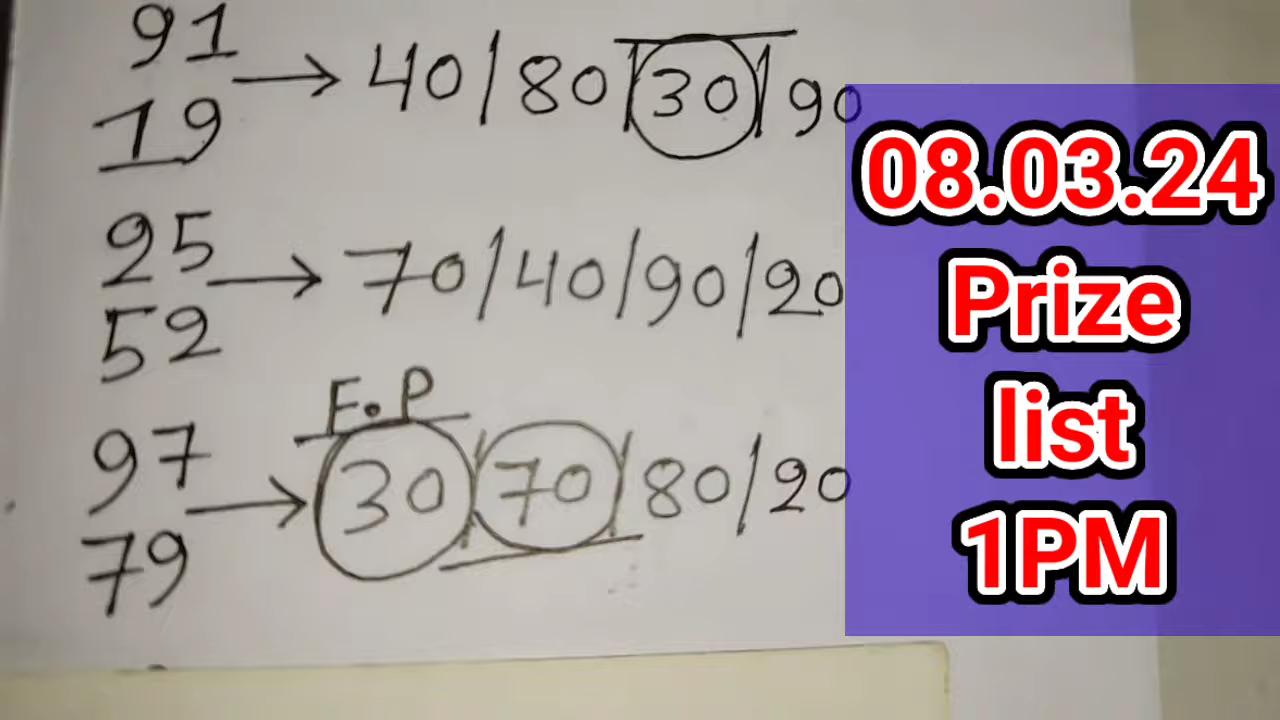 91
→ 40/80/30/90
19
25
→ 70/40/90/20
52
F.P
97
→ 30/70/80/20
79
08.03.24
Prize
list
1PM